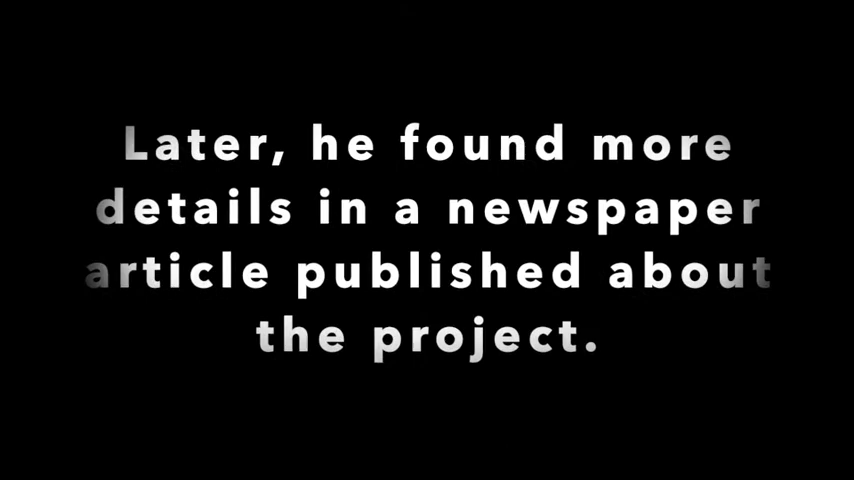 Later, he found more
details in a newspaper
article published about
the project.